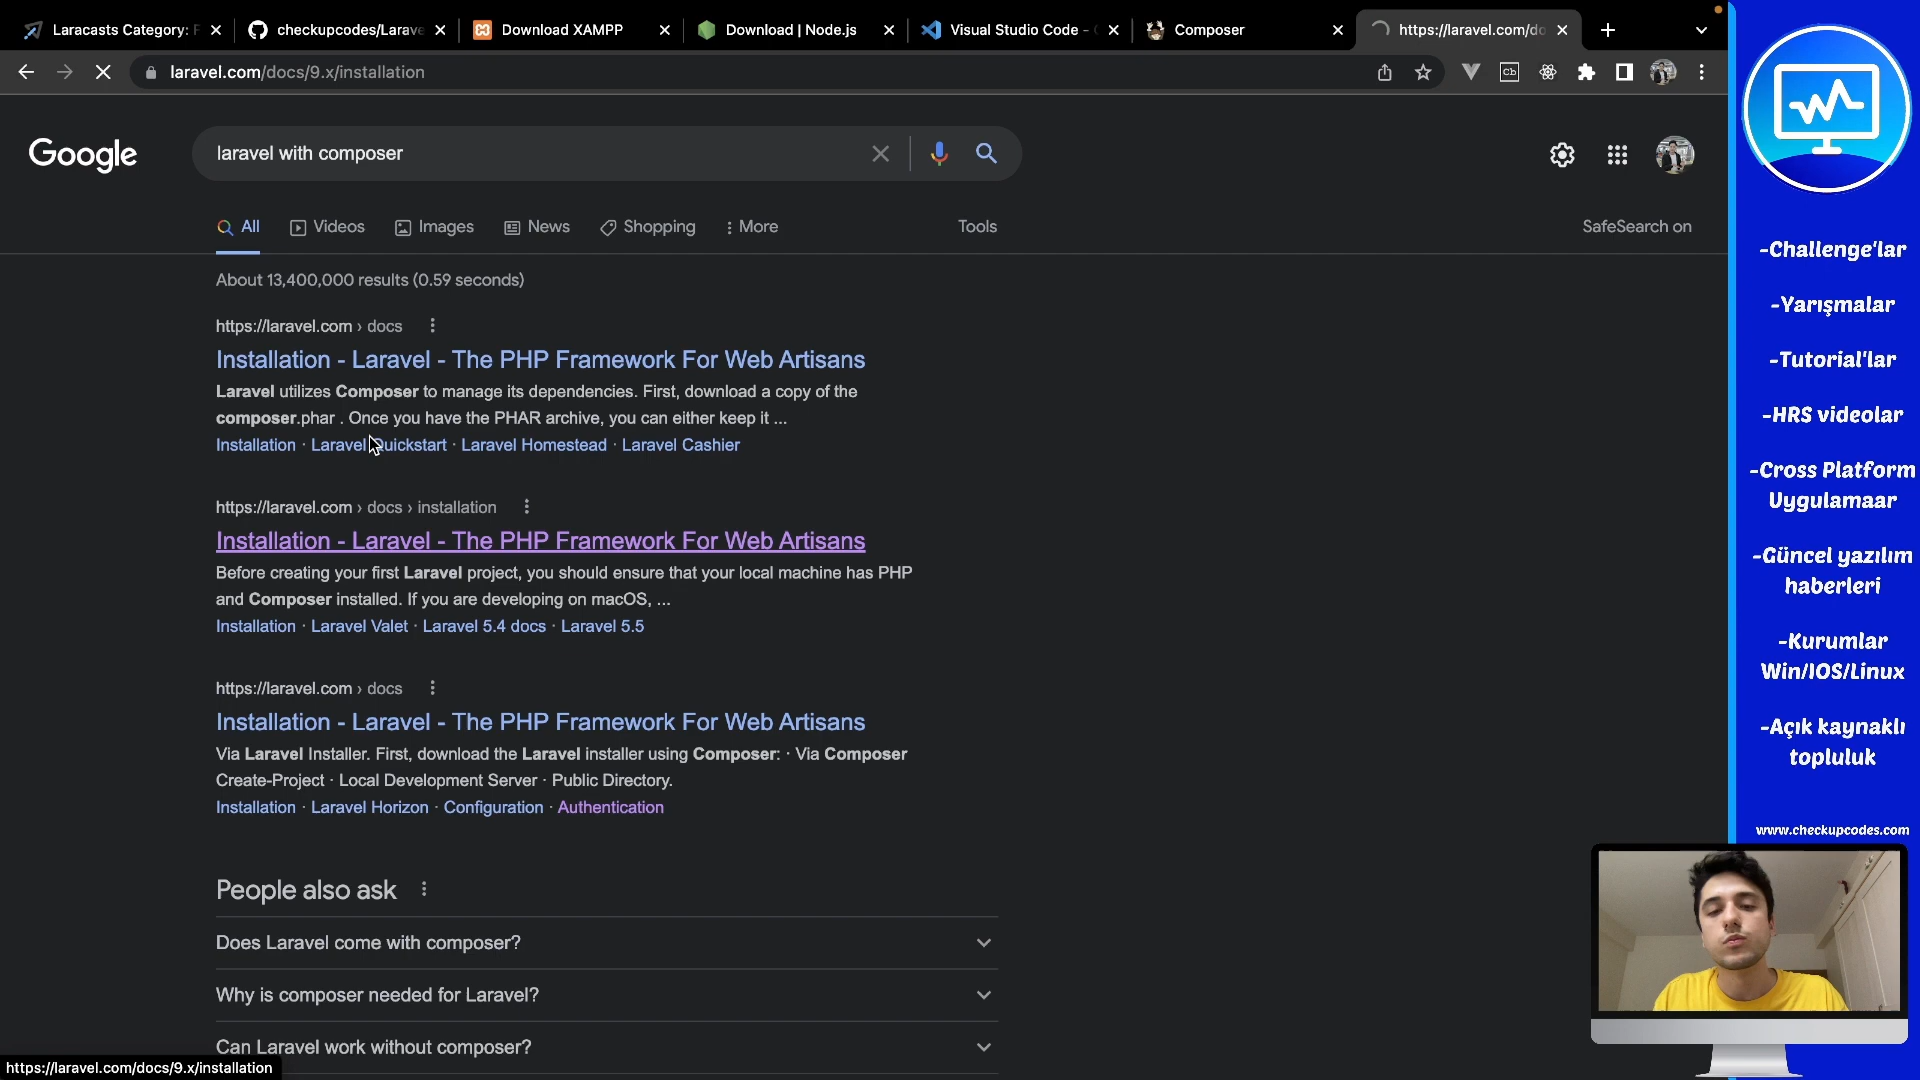 Laracasts Category: F
checkupcodes/Larave
Download XAMPP
Download | Node.js
Visual Studio Code - C
Composer
https://laravel.com/do
laravel.com/docs/9.x/installation
Google
laravel with composer
All
Videos
Images
News
Shopping
More
Tools
SafeSearch on
About 13,400,000 results (0.59 seconds)
https://laravel.com › docs
Installation - Laravel - The PHP Framework For Web Artisans
Laravel utilizes Composer to manage its dependencies. First, download a copy of the
composer.phar . Once you have the PHAR archive, you can either keep it ...
Installation · Laravel Quickstart · Laravel Homestead · Laravel Cashier
https://laravel.com › docs › installation
Installation - Laravel - The PHP Framework For Web Artisans
Before creating your first Laravel project, you should ensure that your local machine has PHP
and Composer installed. If you are developing on macOS, ...
Installation · Laravel Valet · Laravel 5.4 docs · Laravel 5.5
https://laravel.com › docs
Installation - Laravel - The PHP Framework For Web Artisans
Via Laravel Installer. First, download the Laravel installer using Composer: · Via Composer
Create-Project · Local Development Server · Public Directory.
Installation · Laravel Horizon · Configuration · Authentication
People also ask
Does Laravel come with composer?
Why is composer needed for Laravel?
Can Laravel work without composer?
https://laravel.com/docs/9.x/installation
-Challenge'lar
-Yarışmalar
-Tutorial'lar
-HRS videolar
-Cross Platform
Uygulamaar
-Güncel yazılım
haberleri
-Kurumlar
Win/IOS/Linux
-Açık kaynaklı
topluluk
www.checkupcodes.com